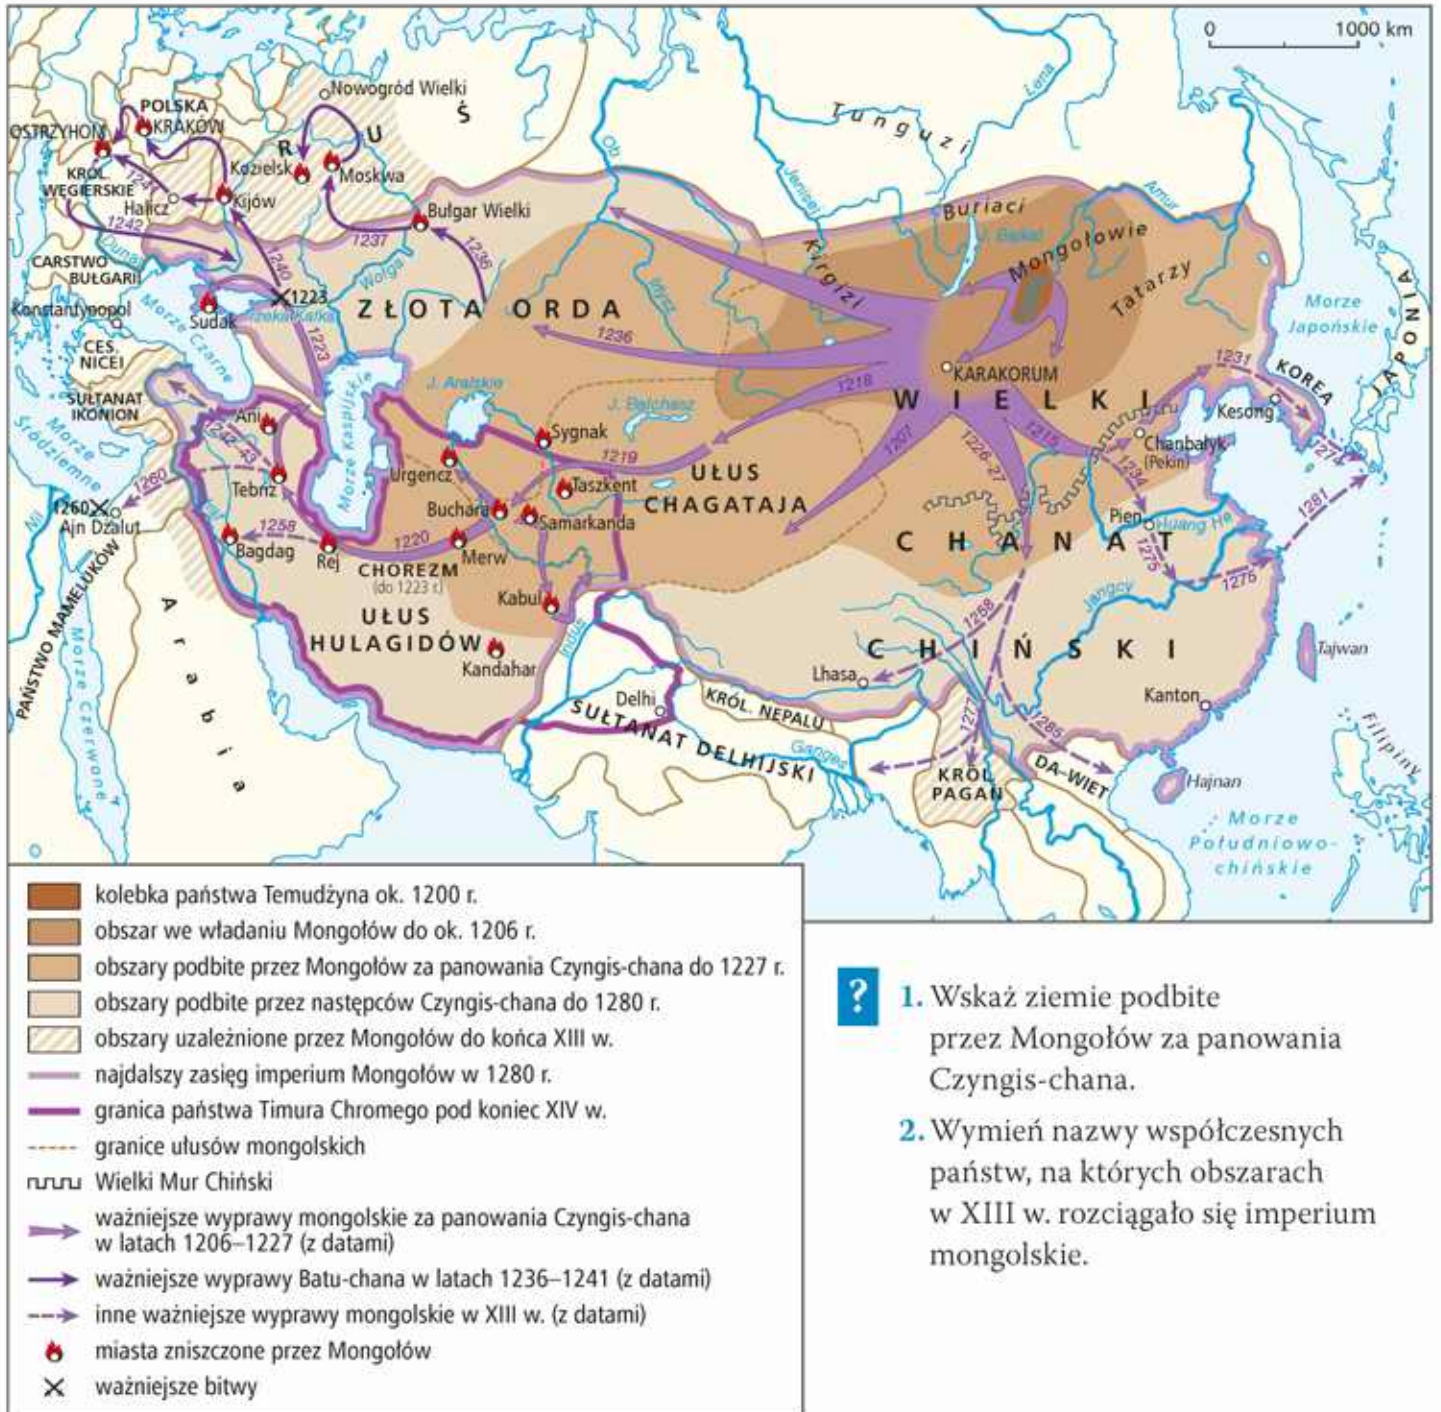 0 1000 km
Nowogród Wielki
POLSKA
KRAKÓW
OSTRZYHOM
R U Ś
Kozielsk
Moskwa
KRÓL.
WĘGIERSKIE
1241
Halicz
Kijów
Bułgar Wielki
1242
1237
1236
1240
Dunaj
Wołga
CARSTWO
BUŁGARII
Konstantynopol
Morze Czarne
Sudak
rzeka Kałka
1223
1223
ZŁOTA ORDA
Ob
Irtysz
Jenisej
Lena
Tunguzi
Amur
Buriaci
J. Bajkał
Mongołowie
Kirgizi
Tatarzy
Morze
Japońskie
JAPONIA
KOREA
CES.
NICEI
SUŁTANAT
IKONION
Morze
Śródziemne
Ani
1242-43
Tebriz
Morze Kaspijskie
J. Aralskie
J. Bałchasz
1236
1218
KARAKORUM
WIELKI
1231
Kesong
1274
1281
Chanbałyk
(Pekin)
1215
1234
1226-27
1207
Sygnak
1219
Urgencz
Taszkent
Buchara
Samarkanda
UŁUS
CHAGATAJA
CHANAT
Pien
Huang He
1275
1275
1260
1260
Ajn Dżalut
Nil
Bagdag
1258
Rej
1220
Merw
CHOREZM
(do 1223 r.)
UŁUS
HULAGIDÓW
Kabul
Kandahar
Indus
PAŃSTWO MAMELUKÓW
Morze Czerwone
Arabia
Delhi
SUŁTANAT DELHIJSKI
KRÓL. NEPALU
Ganges
Lhasa
1258
Jangcy
CHIŃSKI
Kanton
Tajwan
1277
1285
KRÓL.
PAGAN
DA-WIET
Hajnan
Filipiny
Morze
Południowo-
chińskie
kolebka państwa Temudżyna ok. 1200 r.
obszar we władaniu Mongołów do ok. 1206 r.
obszary podbite przez Mongołów za panowania Czyngis-chana do 1227 r.
obszary podbite przez następców Czyngis-chana do 1280 r.
obszary uzależnione przez Mongołów do końca XIII w.
najdalszy zasięg imperium Mongołów w 1280 r.
granica państwa Timura Chromego pod koniec XIV w.
granice ułusów mongolskich
Wielki Mur Chiński
ważniejsze wyprawy mongolskie za panowania Czyngis-chana
w latach 1206–1227 (z datami)
ważniejsze wyprawy Batu-chana w latach 1236–1241 (z datami)
inne ważniejsze wyprawy mongolskie w XIII w. (z datami)
miasta zniszczone przez Mongołów
ważniejsze bitwy
? 1. Wskaż ziemie podbite
przez Mongołów za panowania
Czyngis-chana.
2. Wymień nazwy współczesnych
państw, na których obszarach
w XIII w. rozciągało się imperium
mongolskie.